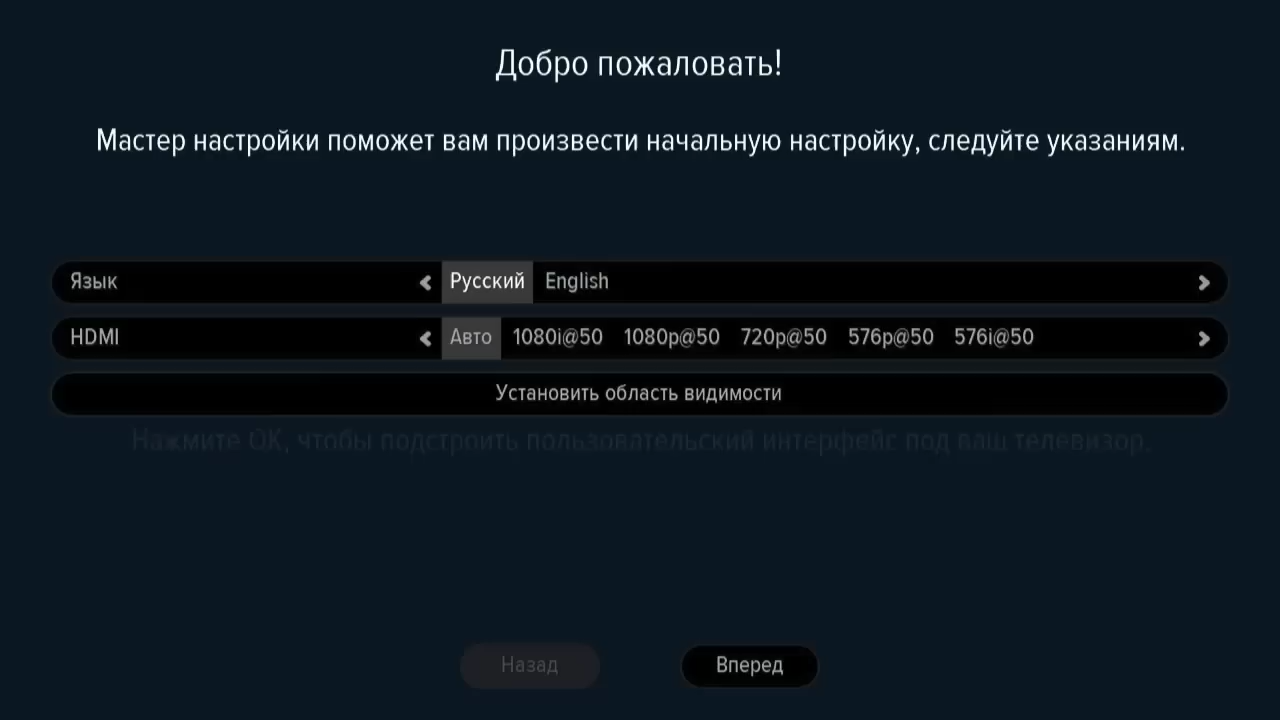 Добро пожаловать!
Мастер настройки поможет вам произвести начальную настройку, следуйте указаниям.
Язык Русский English
HDMI Авто 1080i@50 1080p@50 720p@50 576p@50 576i@50
Установить область видимости
Нажмите ОК, чтобы подстроить пользовательский интерфейс под ваш телевизор.
Назад Вперед